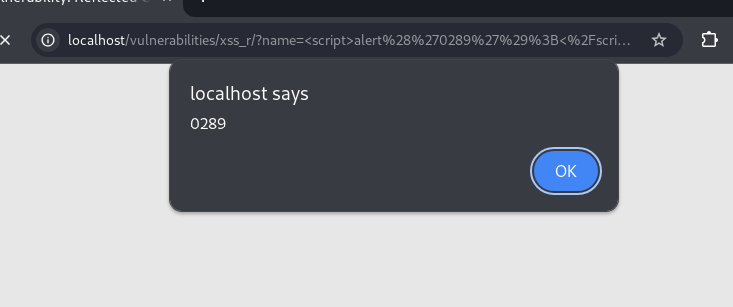 localhost/vulnerabilities/xss_r/?name=<script>alert%28%270289%27%29%3B<%2Fscri...
localhost says
0289
OK